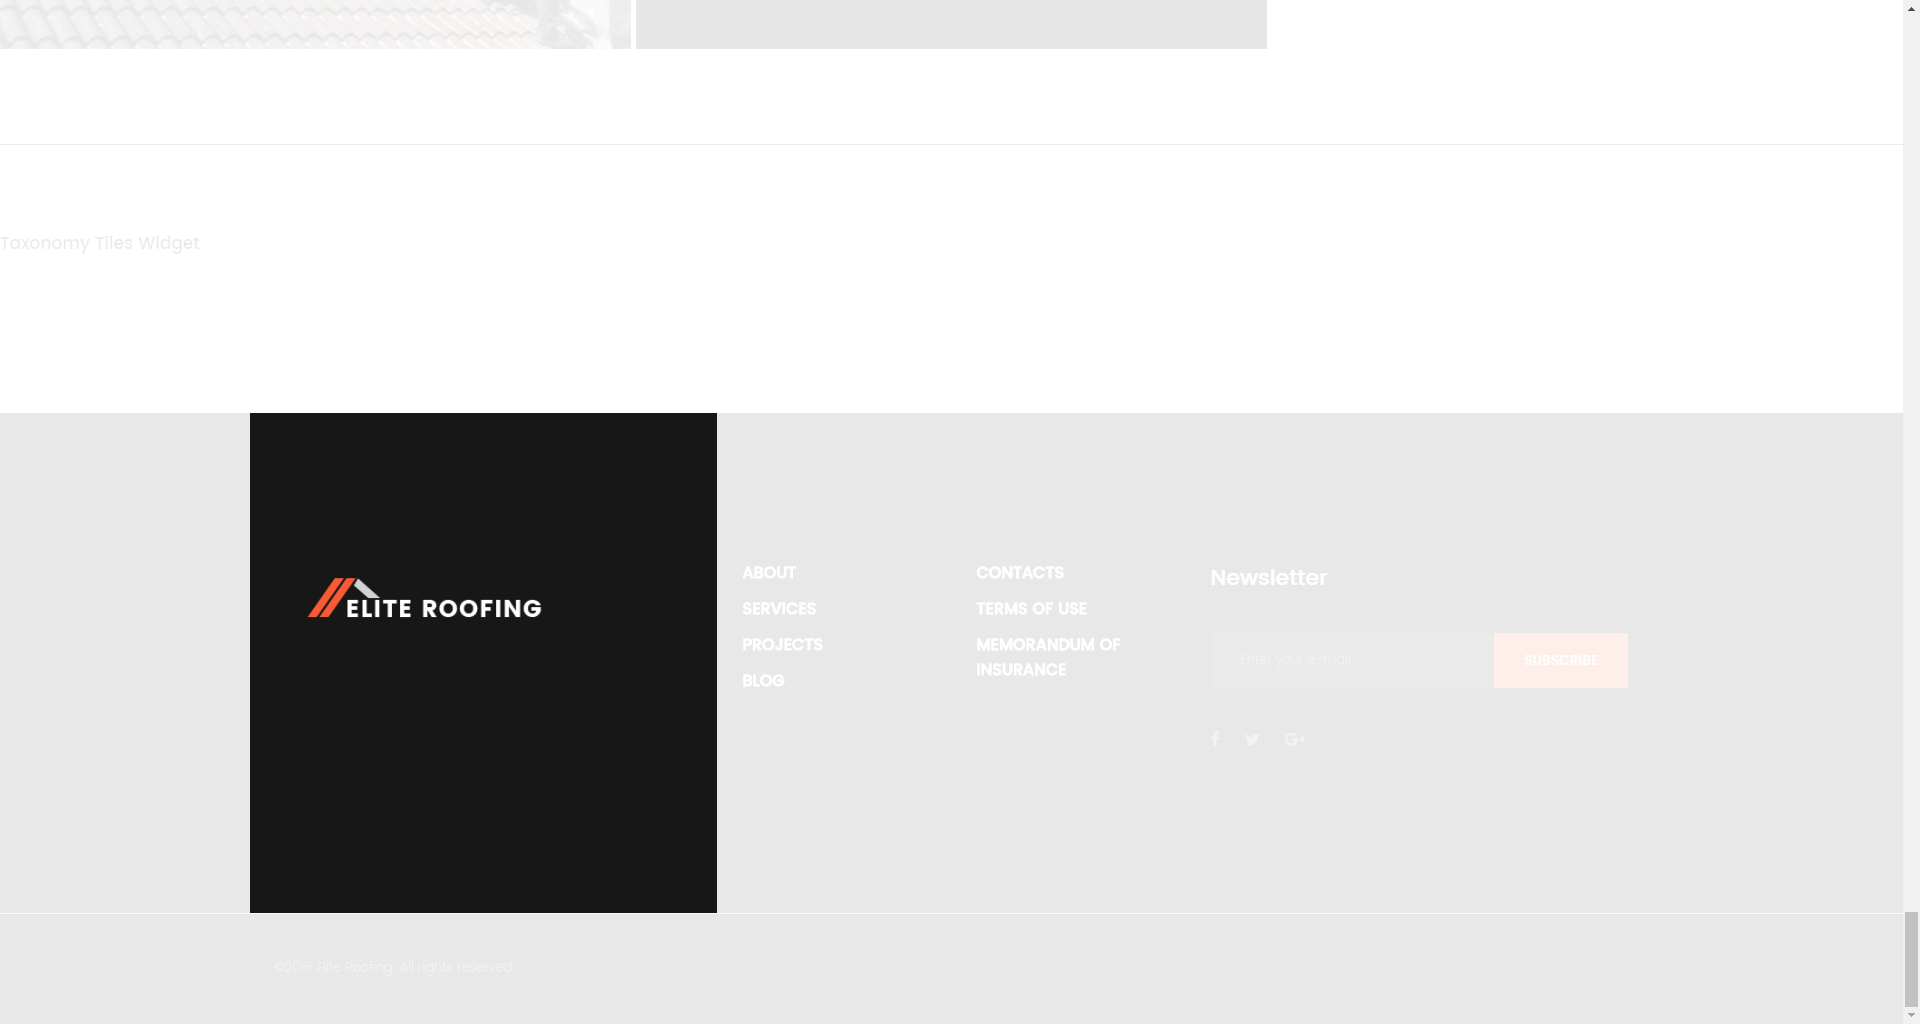 Taxonomy Tiles Widget
ELITE ROOFING
ABOUT
SERVICES
PROJECTS
BLOG
CONTACTS
TERMS OF USE
MEMORANDUM OF
INSURANCE
Newsletter
Enter your e-mail
SUBSCRIBE
©2016 Elite Roofing. All rights reserved.